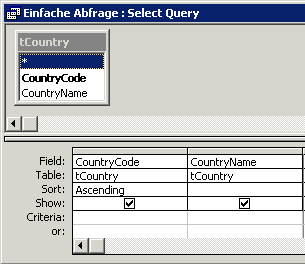 Einfache Abfrage : Select Query
tCountry
*
CountryCode
CountryName
Field: CountryCode CountryName
Table: tCountry tCountry
Sort: Ascending
Show:
Criteria:
or: